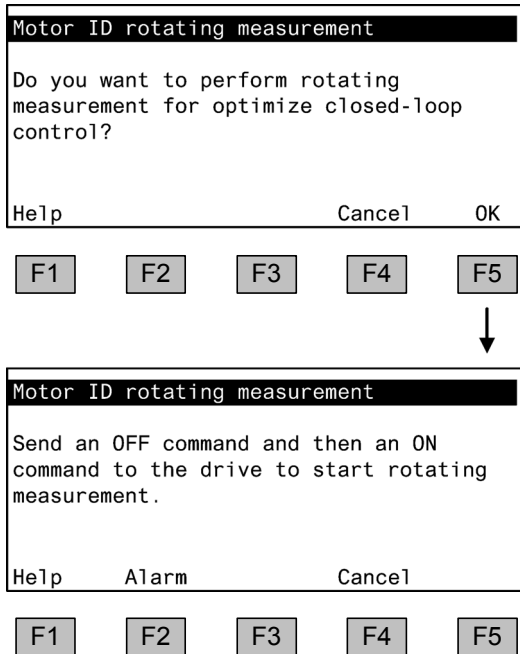 Motor ID rotating measurement
Do you want to perform rotating
measurement for optimize closed-loop
control?
Help Cancel OK
F1 F2 F3 F4 F5
Motor ID rotating measurement
Send an OFF command and then an ON
command to the drive to start rotating
measurement.
Help Alarm Cancel
F1 F2 F3 F4 F5